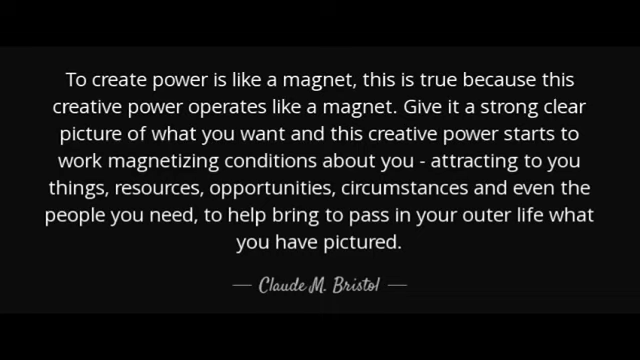 To create power is like a magnet, this is true because this
creative power operates like a magnet. Give it a strong clear
picture of what you want and this creative power starts to
work magnetizing conditions about you - attracting to you
things, resources, opportunities, circumstances and even the
people you need, to help bring to pass in your outer life what
you have pictured.
— Claude M. Bristol —